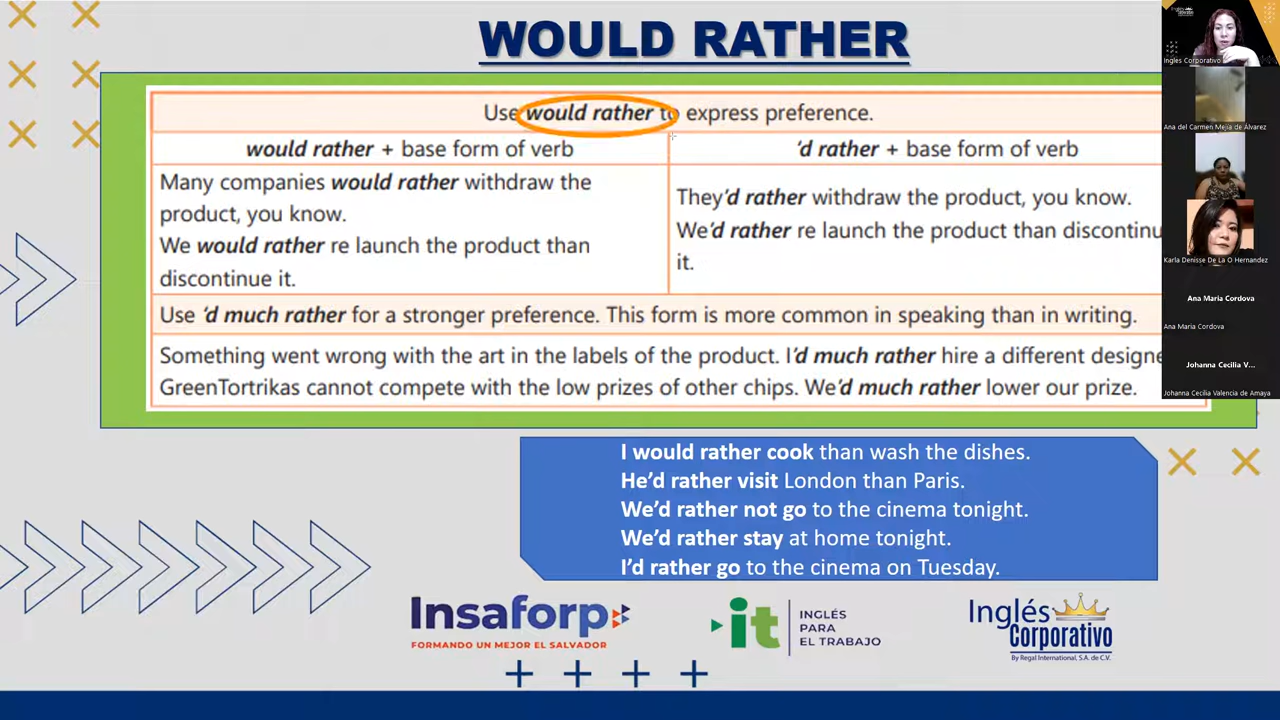 WOULD RATHER
Use would rather to express preference.
would rather + base form of verb
'd rather + base form of verb
Many companies would rather withdraw the
product, you know.
We would rather re launch the product than
discontinue it.
They'd rather withdraw the product, you know.
We'd rather re launch the product than discontinu
it.
Use 'd much rather for a stronger preference. This form is more common in speaking than in writing.
Something went wrong with the art in the labels of the product. I'd much rather hire a different designe
GreenTortrikas cannot compete with the low prizes of other chips. We'd much rather lower our prize.
I would rather cook than wash the dishes.
He'd rather visit London than Paris.
We'd rather not go to the cinema tonight.
We'd rather stay at home tonight.
I'd rather go to the cinema on Tuesday.
Insaforp
FORMANDO UN MEJOR EL SALVADOR
it
INGLÉS
PARA
EL TRABAJO
Inglés
Corporativo
By Regal International, S.A. de C.V.
Ingles Corporativo
Ana del Carmen Mejia de Alvarez
Karla Denisse De La O Hernandez
Ana Maria Cordova
Ana Maria Cordova
Johanna Cecilia V...
Johanna Cecilia Valencia de Amaya